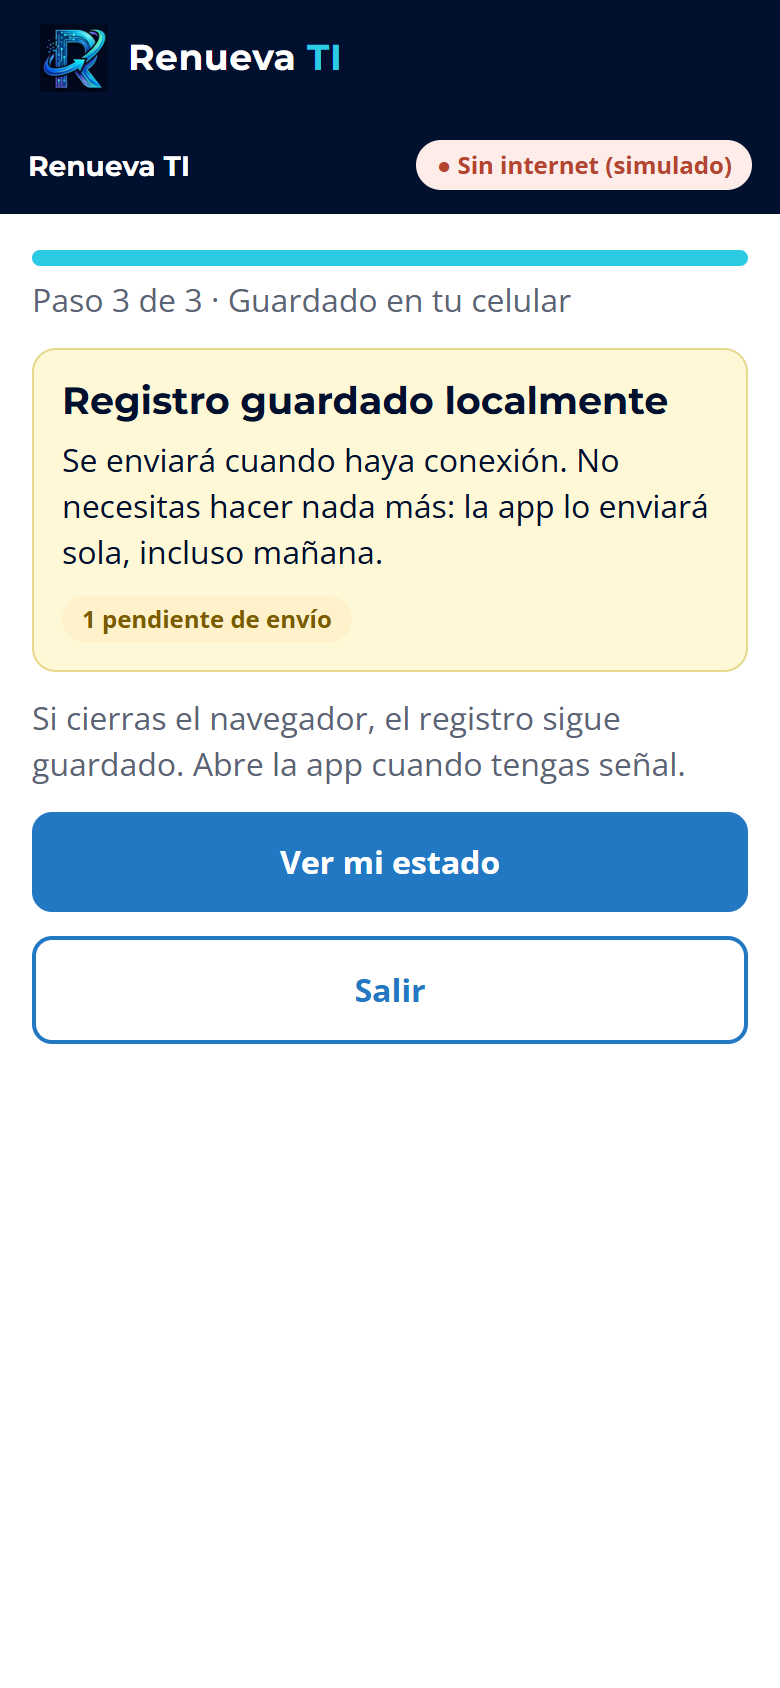 Renueva TI
Renueva TI
● Sin internet (simulado)
Paso 3 de 3 · Guardado en tu celular
Registro guardado localmente
Se enviará cuando haya conexión. No
necesitas hacer nada más: la app lo enviará
sola, incluso mañana.
1 pendiente de envío
Si cierras el navegador, el registro sigue
guardado. Abre la app cuando tengas señal.
Ver mi estado
Salir